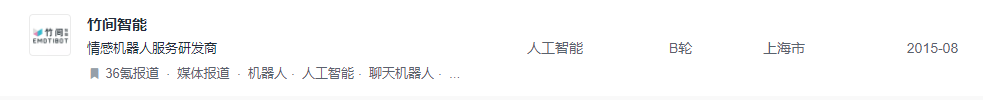 竹间智能
竹间智能
EMOTIBOT
情感机器人服务研发商
人工智能 B轮 上海市 2015-08
36氪报道 · 媒体报道 · 机器人 · 人工智能 · 聊天机器人 · ...